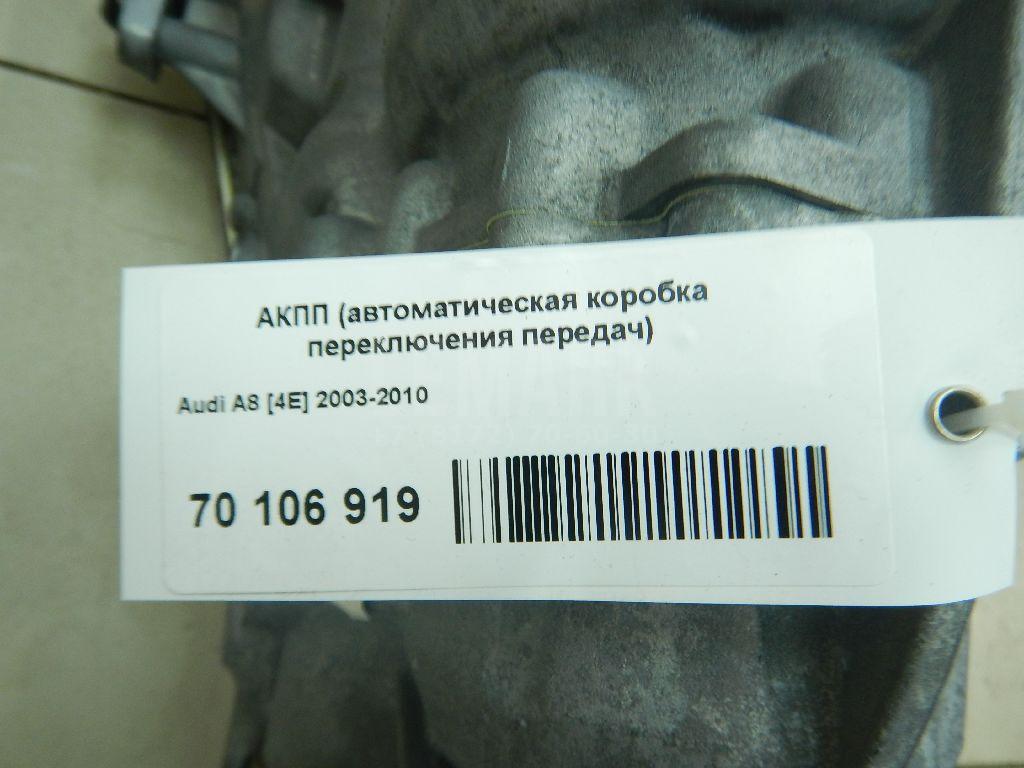 АКПП (автоматическая коробка
переключения передач)
Audi A8 [4E] 2003-2010
70 106 919